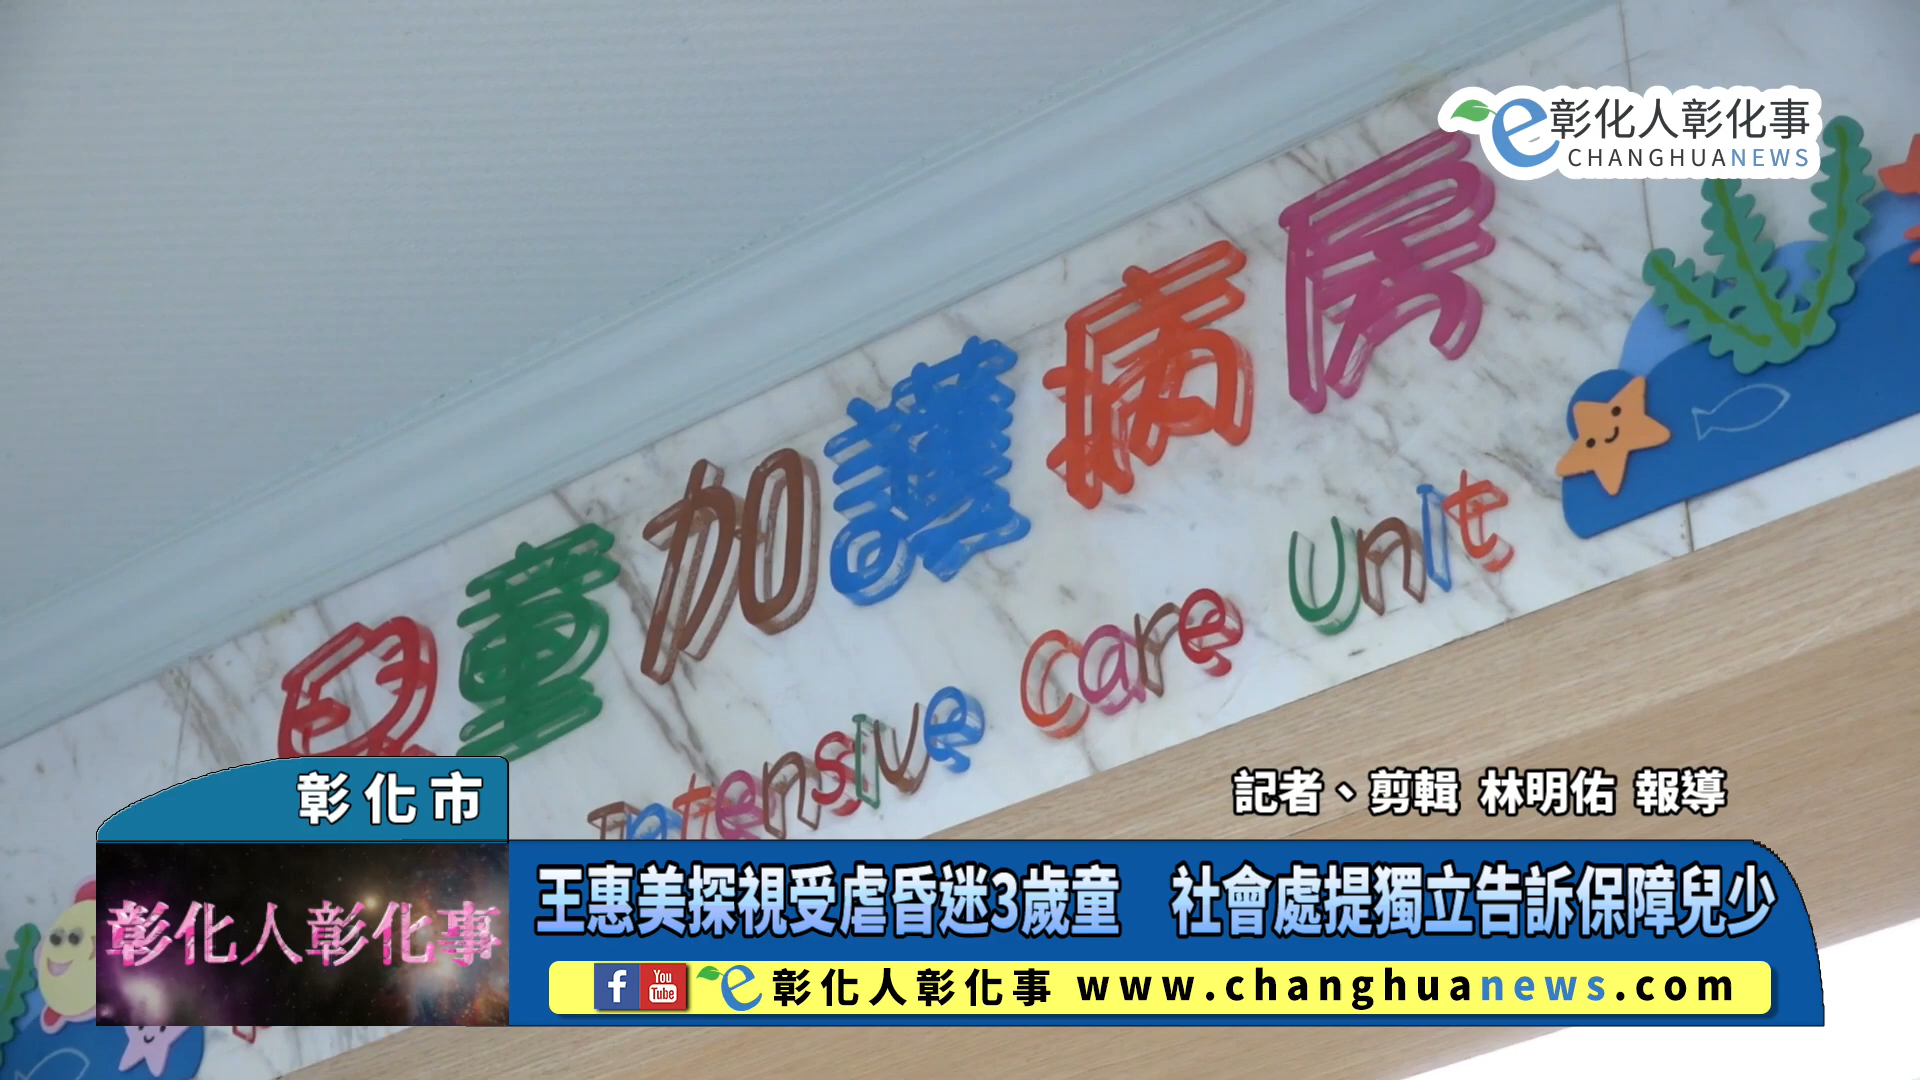 彰化人彰化事
CHANGHUANEWS
兒童加護病房
Intensive Care Unit
彰化市
記者、剪輯 林明佑 報導
彰化人彰化事
王惠美探視受虐昏迷3歲童 社會處提獨立告訴保障兒少
f You Tube e 彰化人彰化事 www.changhuanews.com